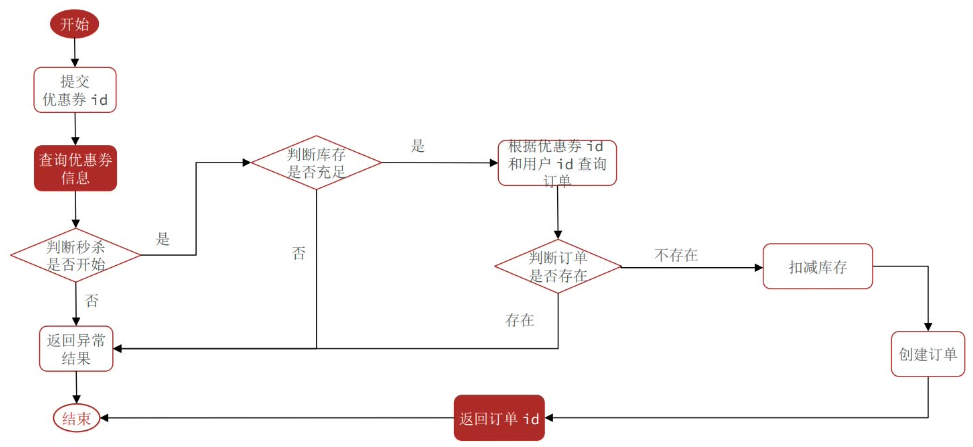 开始
提交
优惠券 id
查询优惠券
信息
判断秒杀
是否开始
是
否
判断库存
是否充足
是
否
根据优惠券 id
和用户 id 查询
订单
判断订单
是否存在
不存在
存在
扣减库存
创建订单
返回异常
结果
返回订单 id
结束